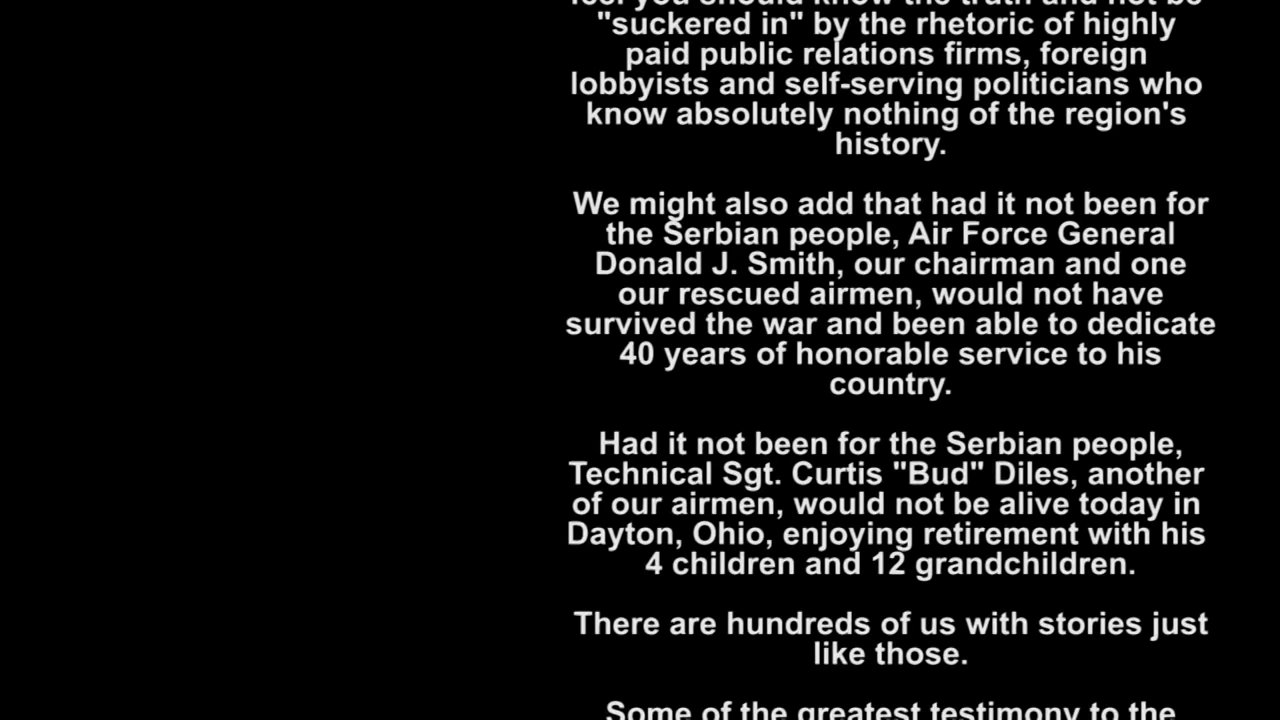 feel you should know the truth and not be
"suckered in" by the rhetoric of highly
paid public relations firms, foreign
lobbyists and self-serving politicians who
know absolutely nothing of the region's
history.
We might also add that had it not been for
the Serbian people, Air Force General
Donald J. Smith, our chairman and one
our rescued airmen, would not have
survived the war and been able to dedicate
40 years of honorable service to his
country.
Had it not been for the Serbian people,
Technical Sgt. Curtis "Bud" Diles, another
of our airmen, would not be alive today in
Dayton, Ohio, enjoying retirement with his
4 children and 12 grandchildren.
There are hundreds of us with stories just
like those.
Some of the greatest testimony to the